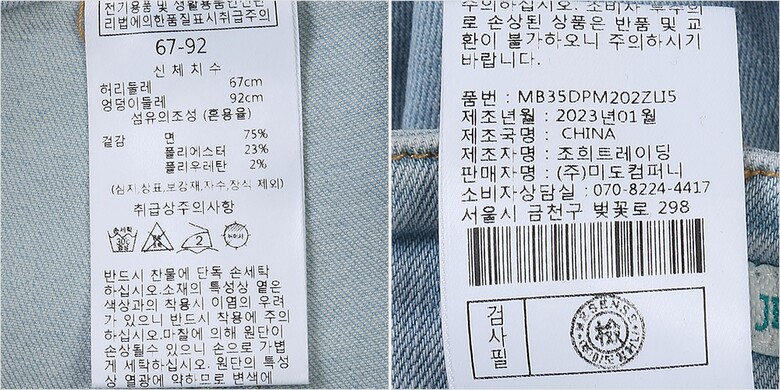 전기용품 및 생활용품안전관리
리법에의한품질표시취급주의
67-92
신체치수
허리둘레 67cm
엉덩이둘레 92cm
섬유의조성 (혼용율)
겉감 면 75%
폴리에스터 23%
폴리우레탄 2%
(심지,상표,보강재,자수,장식 제외)
취급상주의사항
손세탁
30℃
중성
2
드라이
반드시 찬물에 단독 손세탁
하십시오.소재의 특성상 옅은
색상과의 착용시 이염의 우려
가 있으니 반드시 착용에 주의
하십시오.마찰에 의해 원단이
손상될수 있으니 손으로 가볍
게 세탁하십시오. 원단의 특성
상 열광에 약하므로 변색에
주의하십시오. 소비자 부주의
로 손상된 상품은 반품 및 교
환이 불가하오니 주의하시기
바랍니다.
품번 : MB35DPM202ZLI5
제조년월 : 2023년01월
제조국명 : CHINA
제조자명 : 조희트레이딩
판매자명 : (주)미도컴퍼니
소비자상담실 : 070-8224-4417
서울시 금천구 벚꽃로 298
검사필
檢